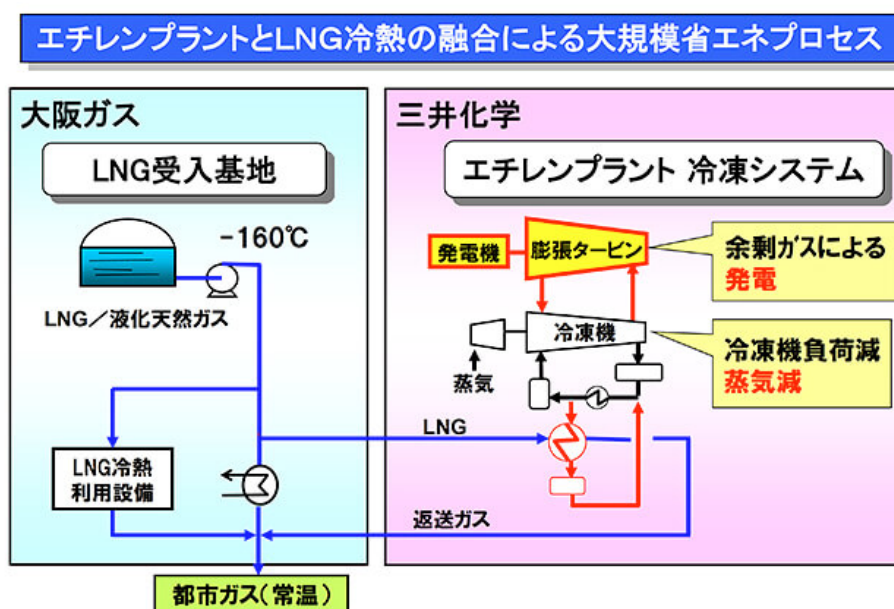 エチレンプラントとLNG冷熱の融合による大規模省エネプロセス
大阪ガス
LNG受入基地
-160℃
LNG／液化天然ガス
LNG冷熱
利用設備
都市ガス（常温）
三井化学
エチレンプラント 冷凍システム
発電機
膨張タービン
余剰ガスによる
発電
冷凍機
蒸気
冷凍機負荷減
蒸気減
LNG
返送ガス